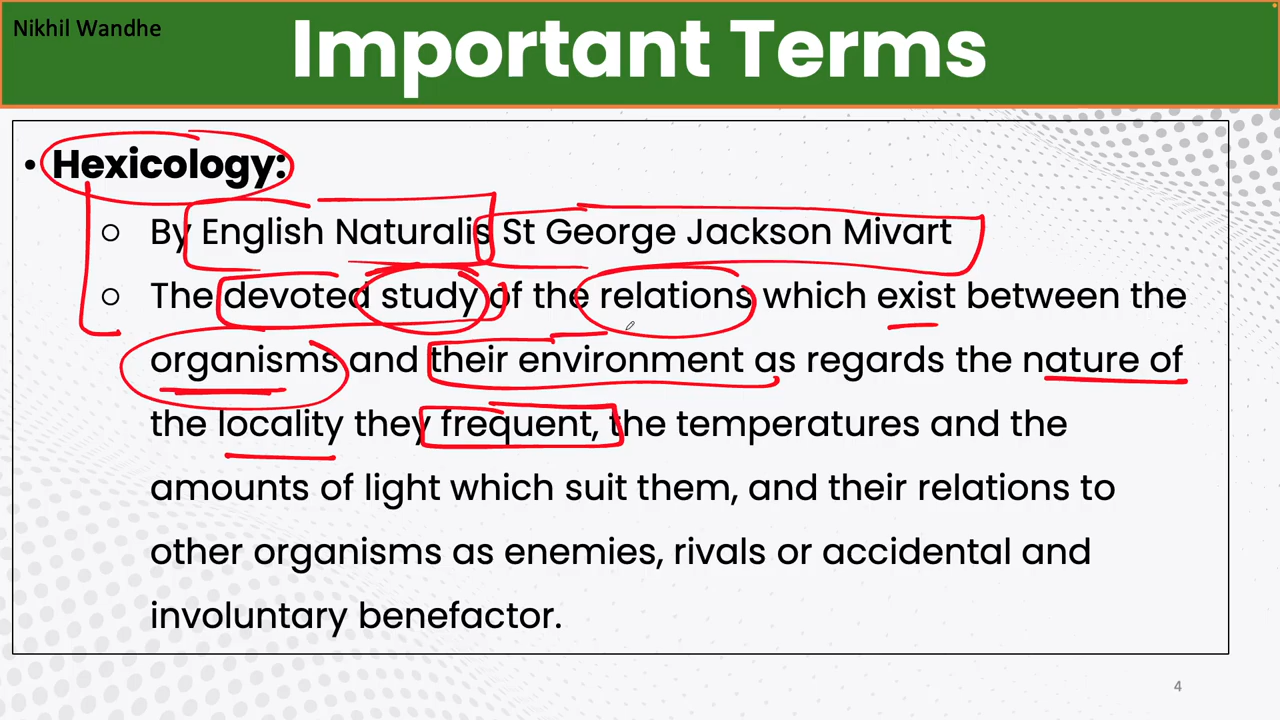 Nikhil Wandhe
Important Terms
• Hexicology:
○ By English Naturalis St George Jackson Mivart
○ The devoted study of the relations which exist between the
organisms and their environment as regards the nature of
the locality they frequent, the temperatures and the
amounts of light which suit them, and their relations to
other organisms as enemies, rivals or accidental and
involuntary benefactor.
4